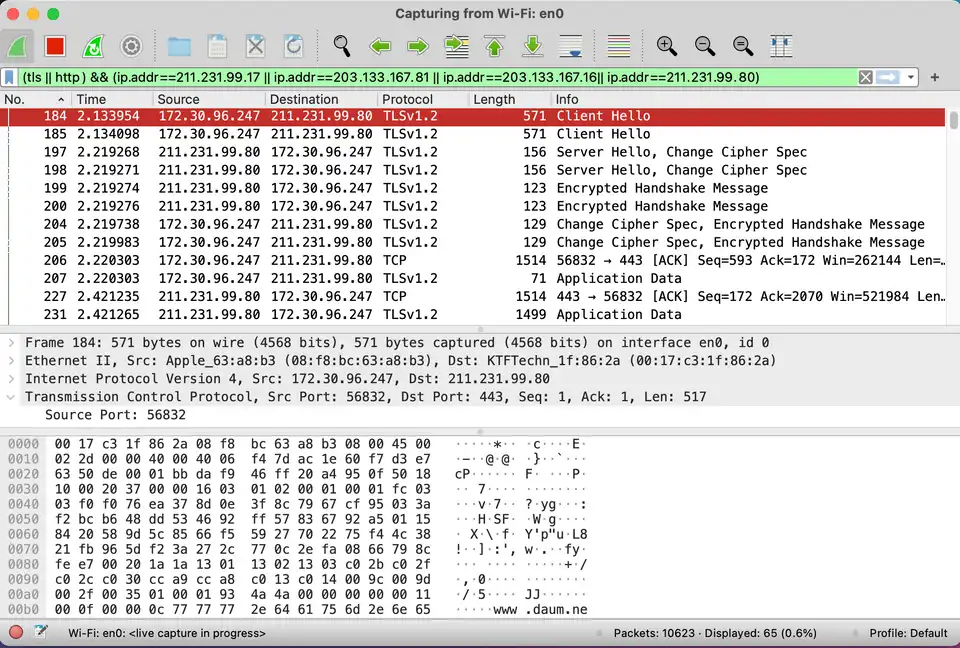 Capturing from Wi-Fi: en0
(tls || http) && (ip.addr==211.231.99.17 || ip.addr==203.133.167.81 || ip.addr==203.133.167.16|| ip.addr==211.231.99.80)
No. Time Source Destination Protocol Length Info
184 2.133954 172.30.96.247 211.231.99.80 TLSv1.2 571 Client Hello
185 2.134098 172.30.96.247 211.231.99.80 TLSv1.2 571 Client Hello
197 2.219268 211.231.99.80 172.30.96.247 TLSv1.2 156 Server Hello, Change Cipher Spec
198 2.219271 211.231.99.80 172.30.96.247 TLSv1.2 156 Server Hello, Change Cipher Spec
199 2.219274 211.231.99.80 172.30.96.247 TLSv1.2 123 Encrypted Handshake Message
200 2.219276 211.231.99.80 172.30.96.247 TLSv1.2 123 Encrypted Handshake Message
204 2.219738 172.30.96.247 211.231.99.80 TLSv1.2 129 Change Cipher Spec, Encrypted Handshake Message
205 2.219983 172.30.96.247 211.231.99.80 TLSv1.2 129 Change Cipher Spec, Encrypted Handshake Message
206 2.220303 172.30.96.247 211.231.99.80 TCP 1514 56832 → 443 [ACK] Seq=593 Ack=172 Win=262144 Len=…
207 2.220303 172.30.96.247 211.231.99.80 TLSv1.2 71 Application Data
227 2.421235 211.231.99.80 172.30.96.247 TCP 1514 443 → 56832 [ACK] Seq=172 Ack=2070 Win=521984 Len…
231 2.421265 211.231.99.80 172.30.96.247 TLSv1.2 1499 Application Data
Frame 184: 571 bytes on wire (4568 bits), 571 bytes captured (4568 bits) on interface en0, id 0
Ethernet II, Src: Apple_63:a8:b3 (08:f8:bc:63:a8:b3), Dst: KTFTechn_1f:86:2a (00:17:c3:1f:86:2a)
Internet Protocol Version 4, Src: 172.30.96.247, Dst: 211.231.99.80
Transmission Control Protocol, Src Port: 56832, Dst Port: 443, Seq: 1, Ack: 1, Len: 517
Source Port: 56832
0000 00 17 c3 1f 86 2a 08 f8 bc 63 a8 b3 08 00 45 00 ·····*·· ·c····E·
0010 02 2d 00 00 40 00 40 06 f4 7d ac 1e 60 f7 d3 e7 ·-··@·@· ·}··`···
0020 63 50 de 00 01 bb da f9 46 ff 20 a4 95 0f 50 18 cP······ F· ···P·
0030 10 00 20 37 00 00 16 03 01 02 00 01 00 01 fc 03 ·· 7···· ········
0040 03 f0 f0 76 ea 37 8d 0e 3f 8c 79 67 cf 95 03 3a ···v·7·· ?·yg···:
0050 f2 bc b6 48 dd 53 46 92 ff 57 83 67 92 a5 01 15 ···H·SF· ·W·g····
0060 84 20 58 9d 5c 85 66 f5 59 27 70 22 75 f4 4c 38 · X·\·f· Y'p"u·L8
0070 21 fb 96 5d f2 3a 27 2c 77 0c 2e fa 08 66 79 8c !··]·:', w·.··fy·
0080 fe e7 00 20 1a 1a 13 01 13 02 13 03 c0 2b c0 2f ··· ···· ·····+·/
0090 c0 2c c0 30 cc a9 cc a8 c0 13 c0 14 00 9c 00 9d ·,·0···· ········
00a0 00 2f 00 35 01 00 01 93 4a 4a 00 00 00 00 00 11 ·/·5···· JJ······
00b0 00 0f 00 00 0c 77 77 77 2e 64 61 75 6d 2e 6e 65 ·····www .daum.ne
Wi-Fi: en0: <live capture in progress> Packets: 10623 · Displayed: 65 (0.6%) Profile: Default